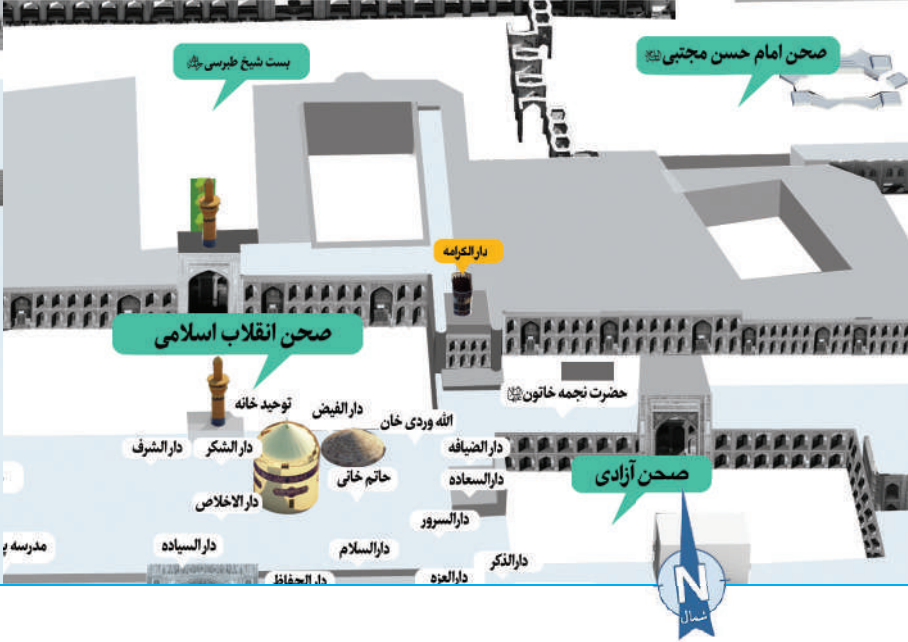 صحن امام حسن مجتبی
بست شیخ طبرسی
دارالکرامه
صحن انقلاب اسلامی
حضرت نجمه خاتون
توحید خانه
دارالفیض
الله وردی خان
دارالضیافه
دارالشکر
دارالشرف
صحن آزادی
حاتم خانی
دارالسعاده
دارالاخلاص
دارالسرور
دارالسلام
دارالسیاده
مدرسه
دارالذکر
دارالعزه
دارالحفاظ
N
شمال